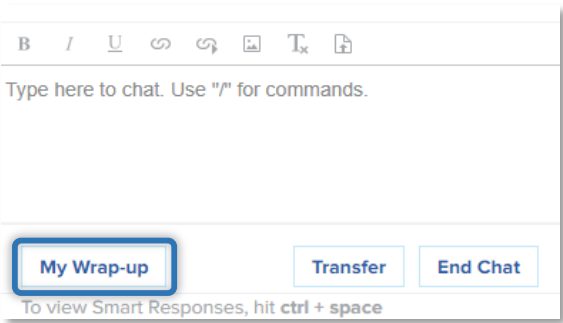 B I U Tx
Type here to chat. Use "/" for commands.
My Wrap-up Transfer End Chat
To view Smart Responses, hit ctrl + space